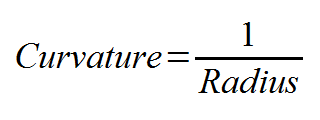 Curvature = 1/Radius